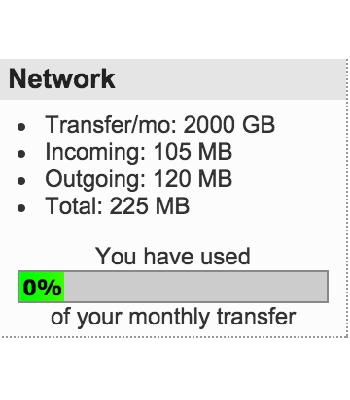 Network
• Transfer/mo: 2000 GB
• Incoming: 105 MB
• Outgoing: 120 MB
• Total: 225 MB
You have used
0%
of your monthly transfer